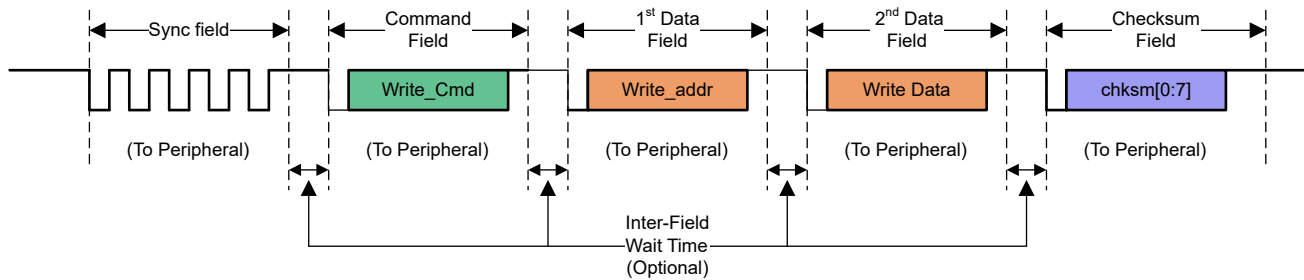 Sync field
Command
Field
1st Data
Field
2nd Data
Field
Checksum
Field
Write_Cmd
Write_addr
Write Data
chksm[0:7]
(To Peripheral)
(To Peripheral)
(To Peripheral)
(To Peripheral)
(To Peripheral)
Inter-Field
Wait Time
(Optional)